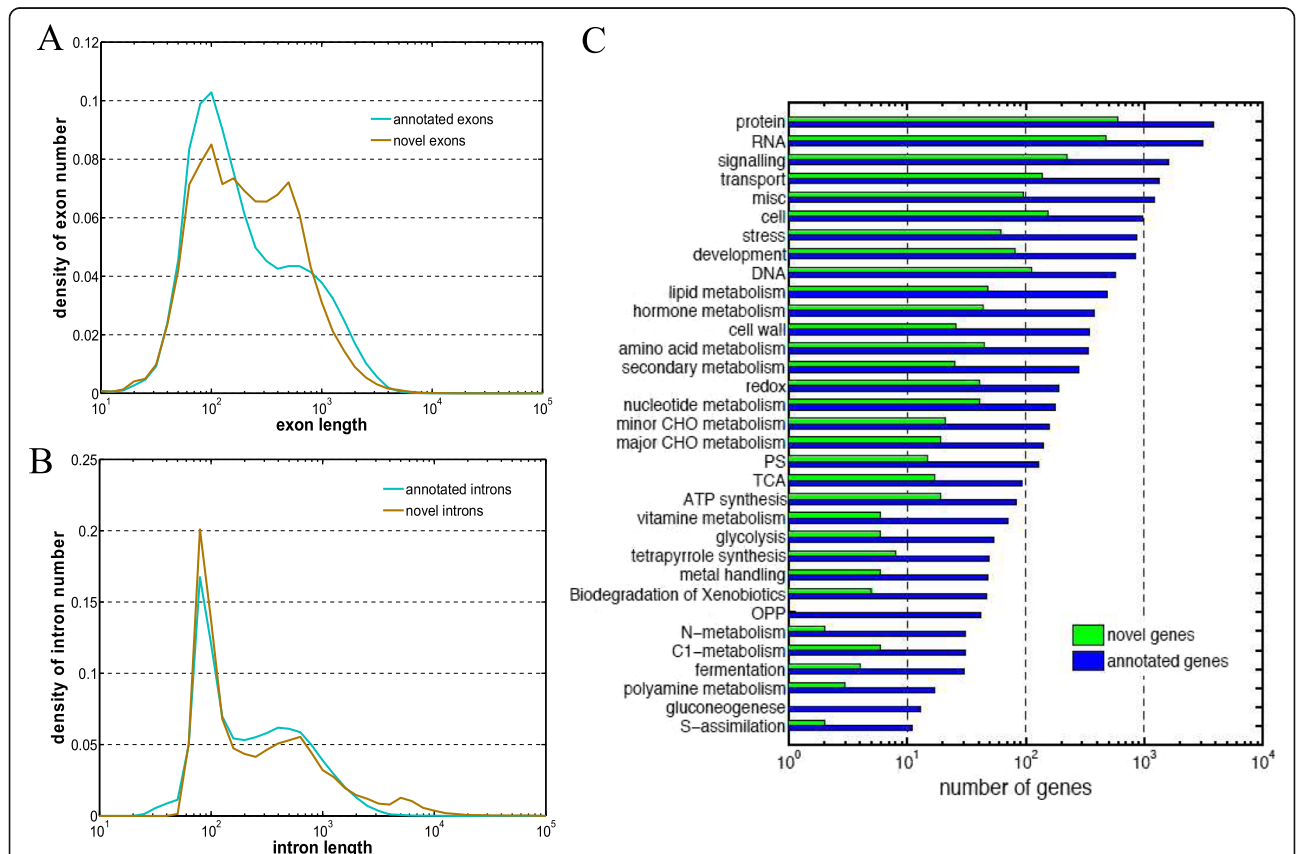 A
0.12
0.1
0.08
0.06
0.04
0.02
0
density of exon number
annotated exons
novel exons
10^1 10^2 10^3 10^4 10^5
exon length
B
0.25
0.2
0.15
0.1
0.05
0
density of intron number
annotated introns
novel introns
10^1 10^2 10^3 10^4 10^5
intron length
C
protein
RNA
signalling
transport
misc
cell
stress
development
DNA
lipid metabolism
hormone metabolism
cell wall
amino acid metabolism
secondary metabolism
redox
nucleotide metabolism
minor CHO metabolism
major CHO metabolism
PS
TCA
ATP synthesis
vitamine metabolism
glycolysis
tetrapyrrole synthesis
metal handling
Biodegradation of Xenobiotics
OPP
N−metabolism
C1−metabolism
fermentation
polyamine metabolism
gluconeogenese
S−assimilation
novel genes
annotated genes
10^0 10^1 10^2 10^3 10^4
number of genes